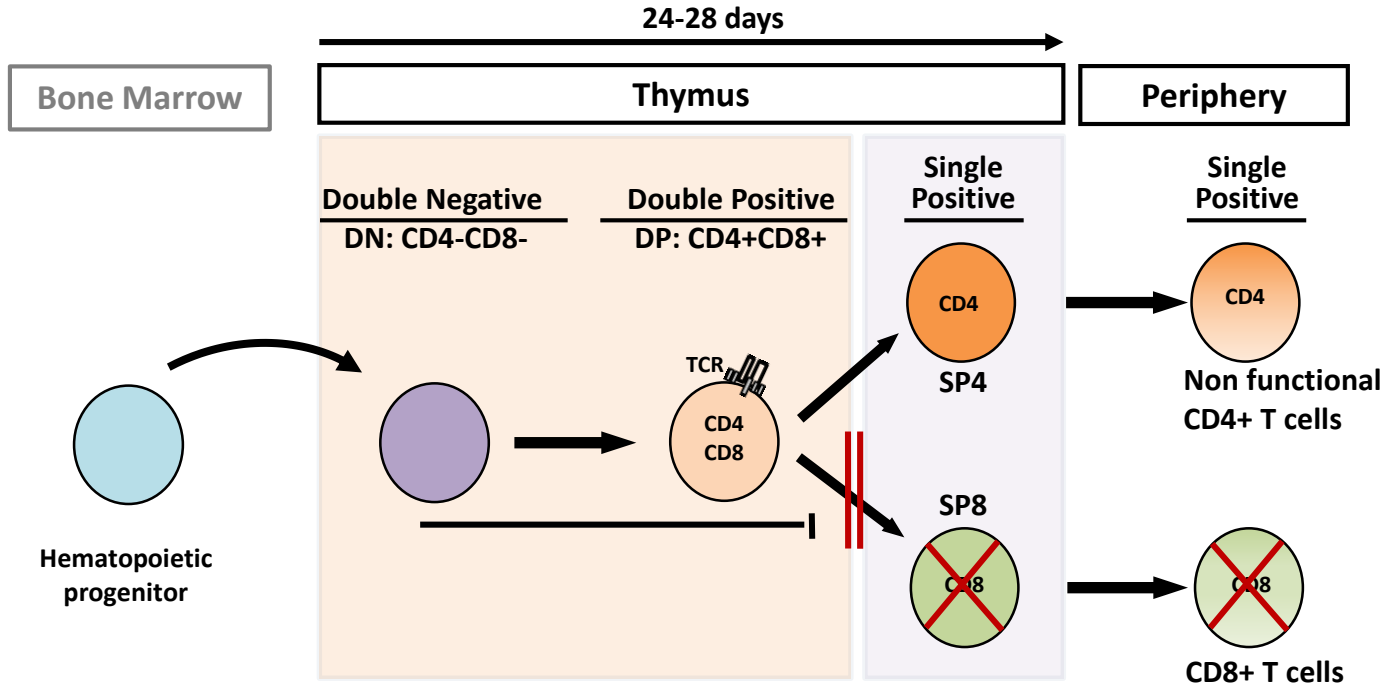 24-28 days
Bone Marrow
Thymus
Periphery
Double Negative
DN: CD4-CD8-
Double Positive
DP: CD4+CD8+
Single
Positive
Single
Positive
CD4
SP4
CD4
Non functional
CD4+ T cells
TCR
CD4
CD8
Hematopoietic
progenitor
SP8
CD8
CD8
CD8+ T cells